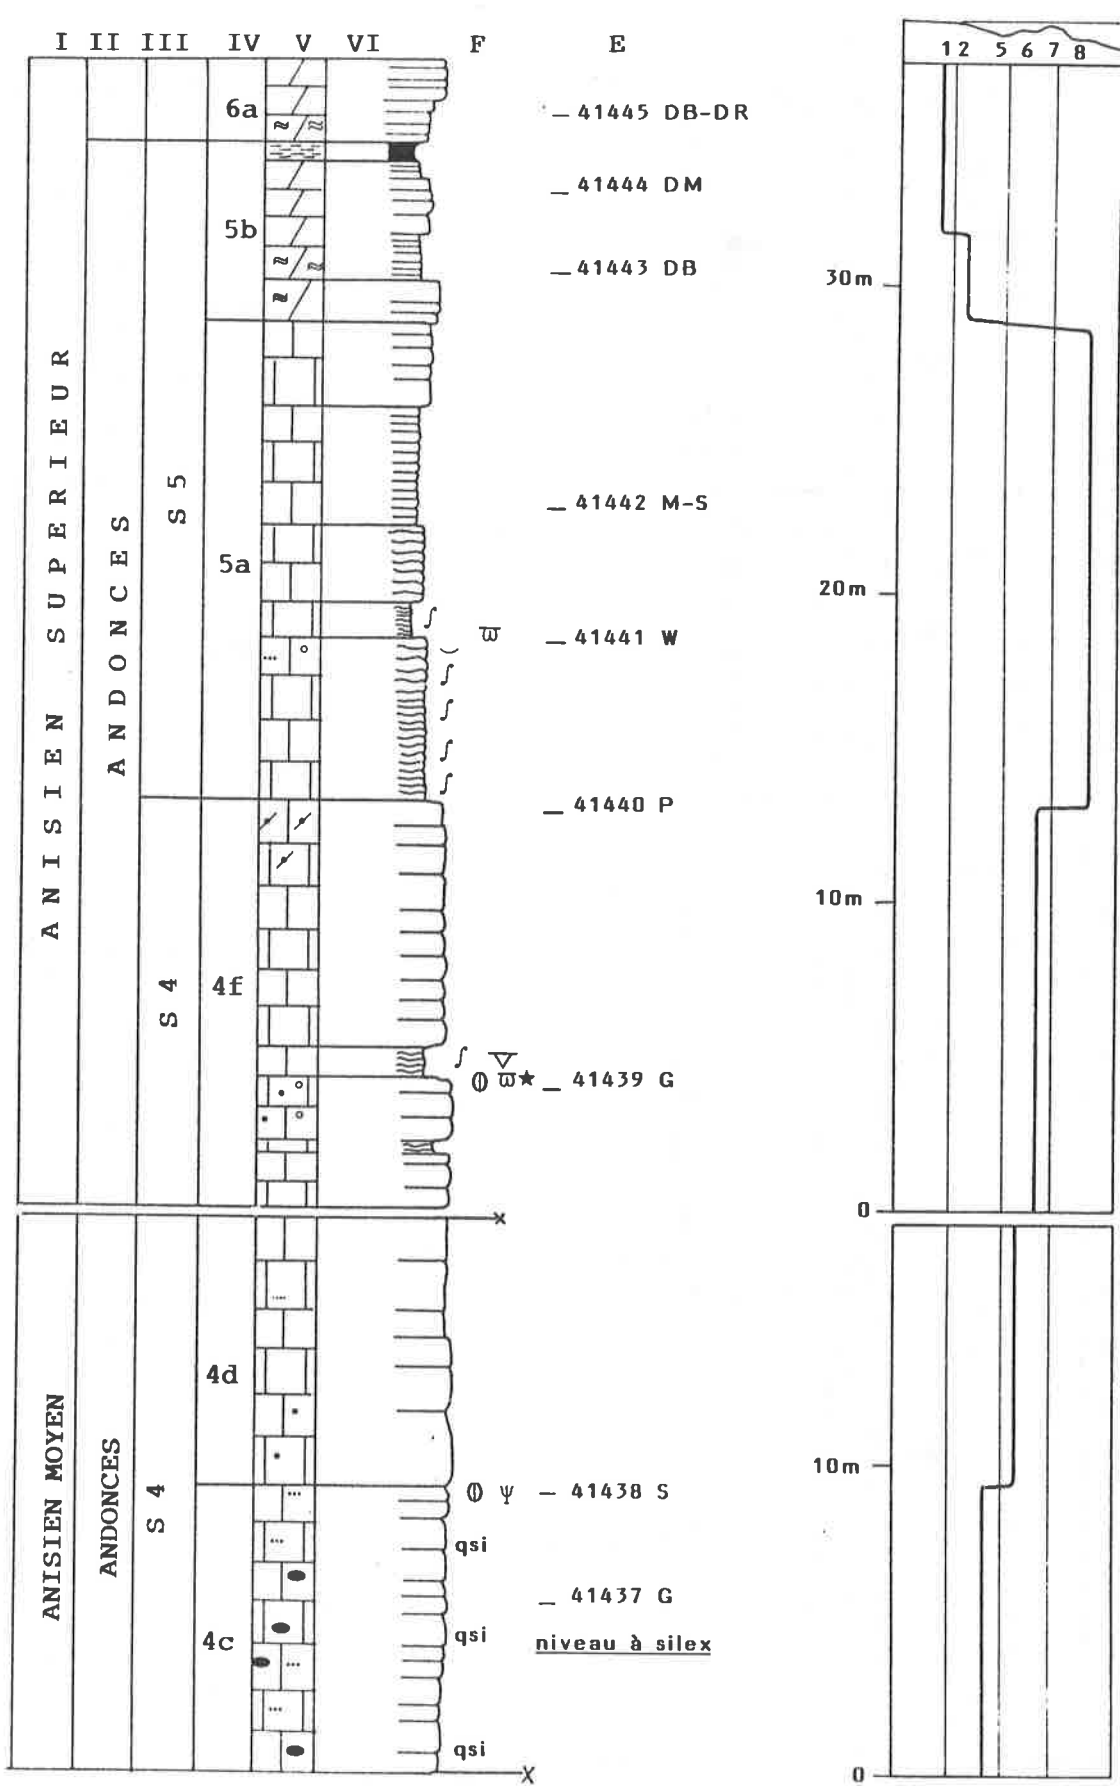 I II III IV V VI F E
1 2 5 6 7 8
6a
41445 DB-DR
41444 DM
5b
41443 DB
30m
ANISIEN SUPERIEUR
ANDONCES
S 5
41442 M-S
5a
20m
41441 W
41440 P
10m
S 4
4f
41439 G
0
4d
10m
ANISIEN MOYEN
ANDONCES
S 4
41438 S
qsi
41437 G
4c
qsi
niveau à silex
qsi
0